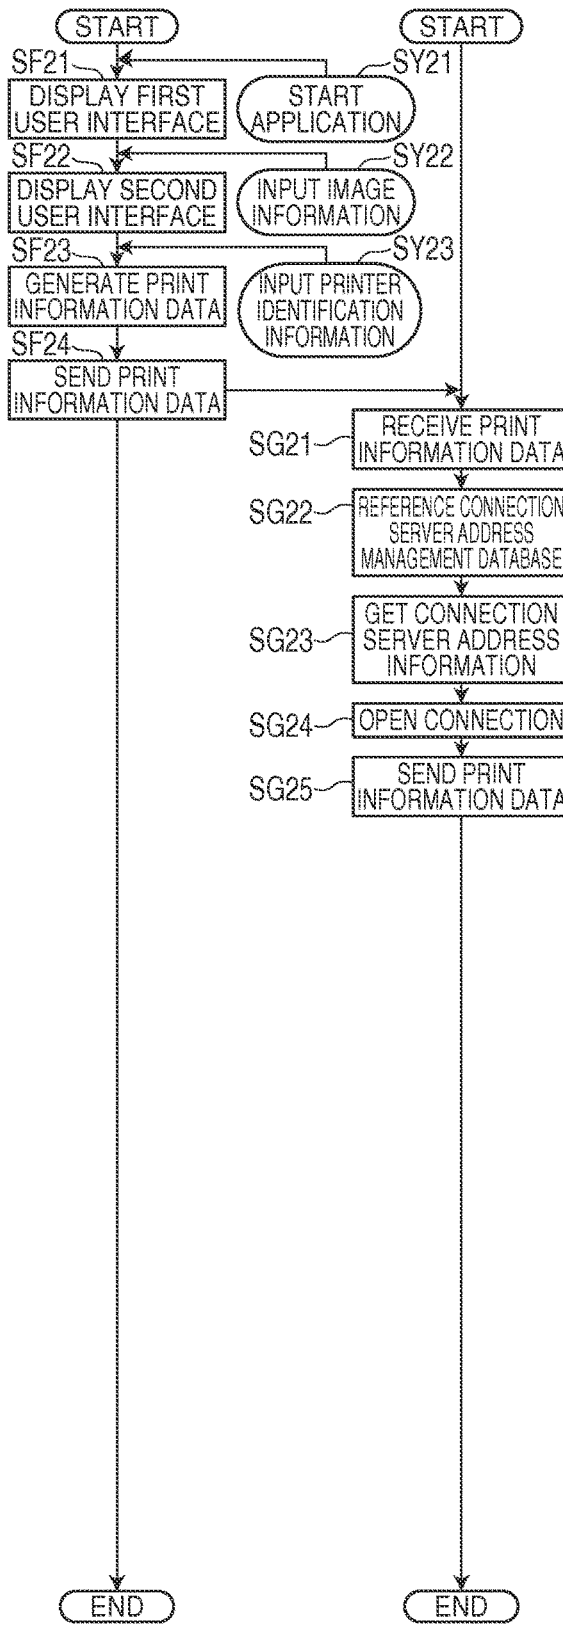 START
START
SF21
SY21
DISPLAY FIRST
USER INTERFACE
START
APPLICATION
SF22
SY22
DISPLAY SECOND
USER INTERFACE
INPUT IMAGE
INFORMATION
SF23
SY23
GENERATE PRINT
INFORMATION DATA
INPUT PRINTER
IDENTIFICATION
INFORMATION
SF24
SEND PRINT
INFORMATION DATA
SG21
RECEIVE PRINT
INFORMATION DATA
SG22
REFERENCE CONNECTION
SERVER ADDRESS
MANAGEMENT DATABASE
SG23
GET CONNECTION
SERVER ADDRESS
INFORMATION
SG24
OPEN CONNECTION
SG25
SEND PRINT
INFORMATION DATA
END
END